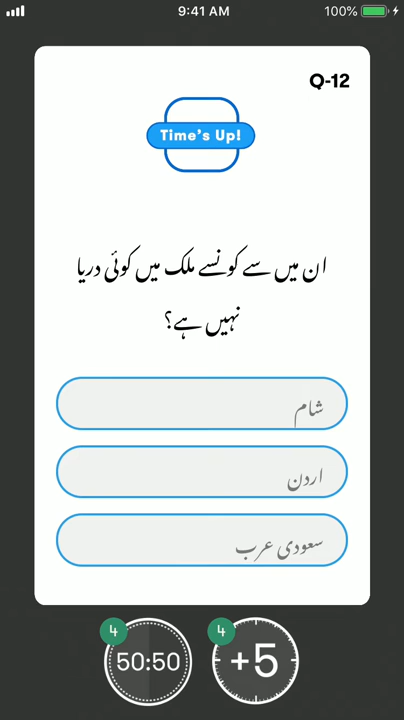 9:41 AM
100%
Q-12
Time's Up!
ان میں سے کونسے ملک میں کوئی دریا
نہیں ہے؟
شام
اردن
سعودی عرب
4
50:50
4
+5